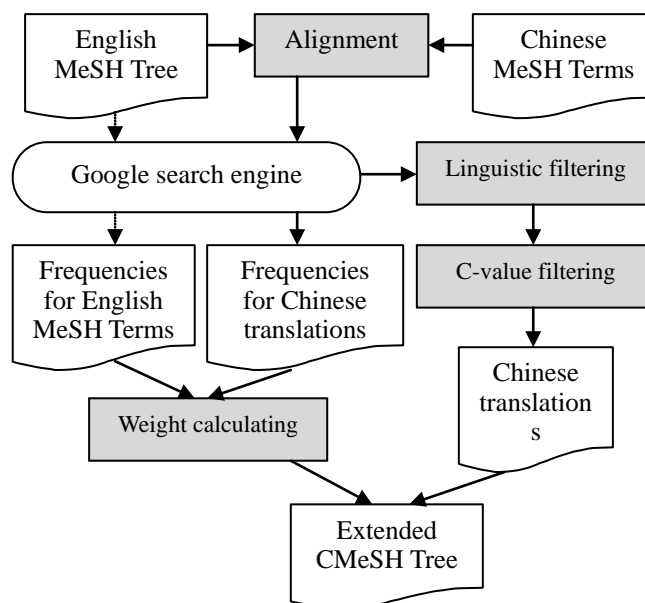 English
MeSH Tree
Alignment
Chinese
MeSH Terms
Google search engine
Linguistic filtering
Frequencies
for English
MeSH Terms
Frequencies
for Chinese
translations
C-value filtering
Weight calculating
Chinese
translation
s
Extended
CMeSH Tree